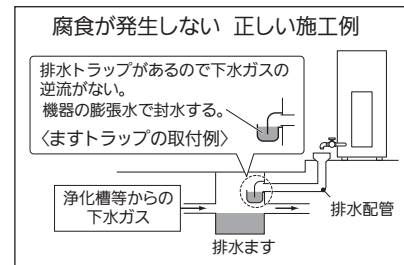 腐食が発生しない 正しい施工例
排水トラップがあるので下水ガスの
逆流がない。
機器の膨張水で封水する。
〈ますトラップの取付例〉
浄化槽等からの
下水ガス
排水配管
排水ます